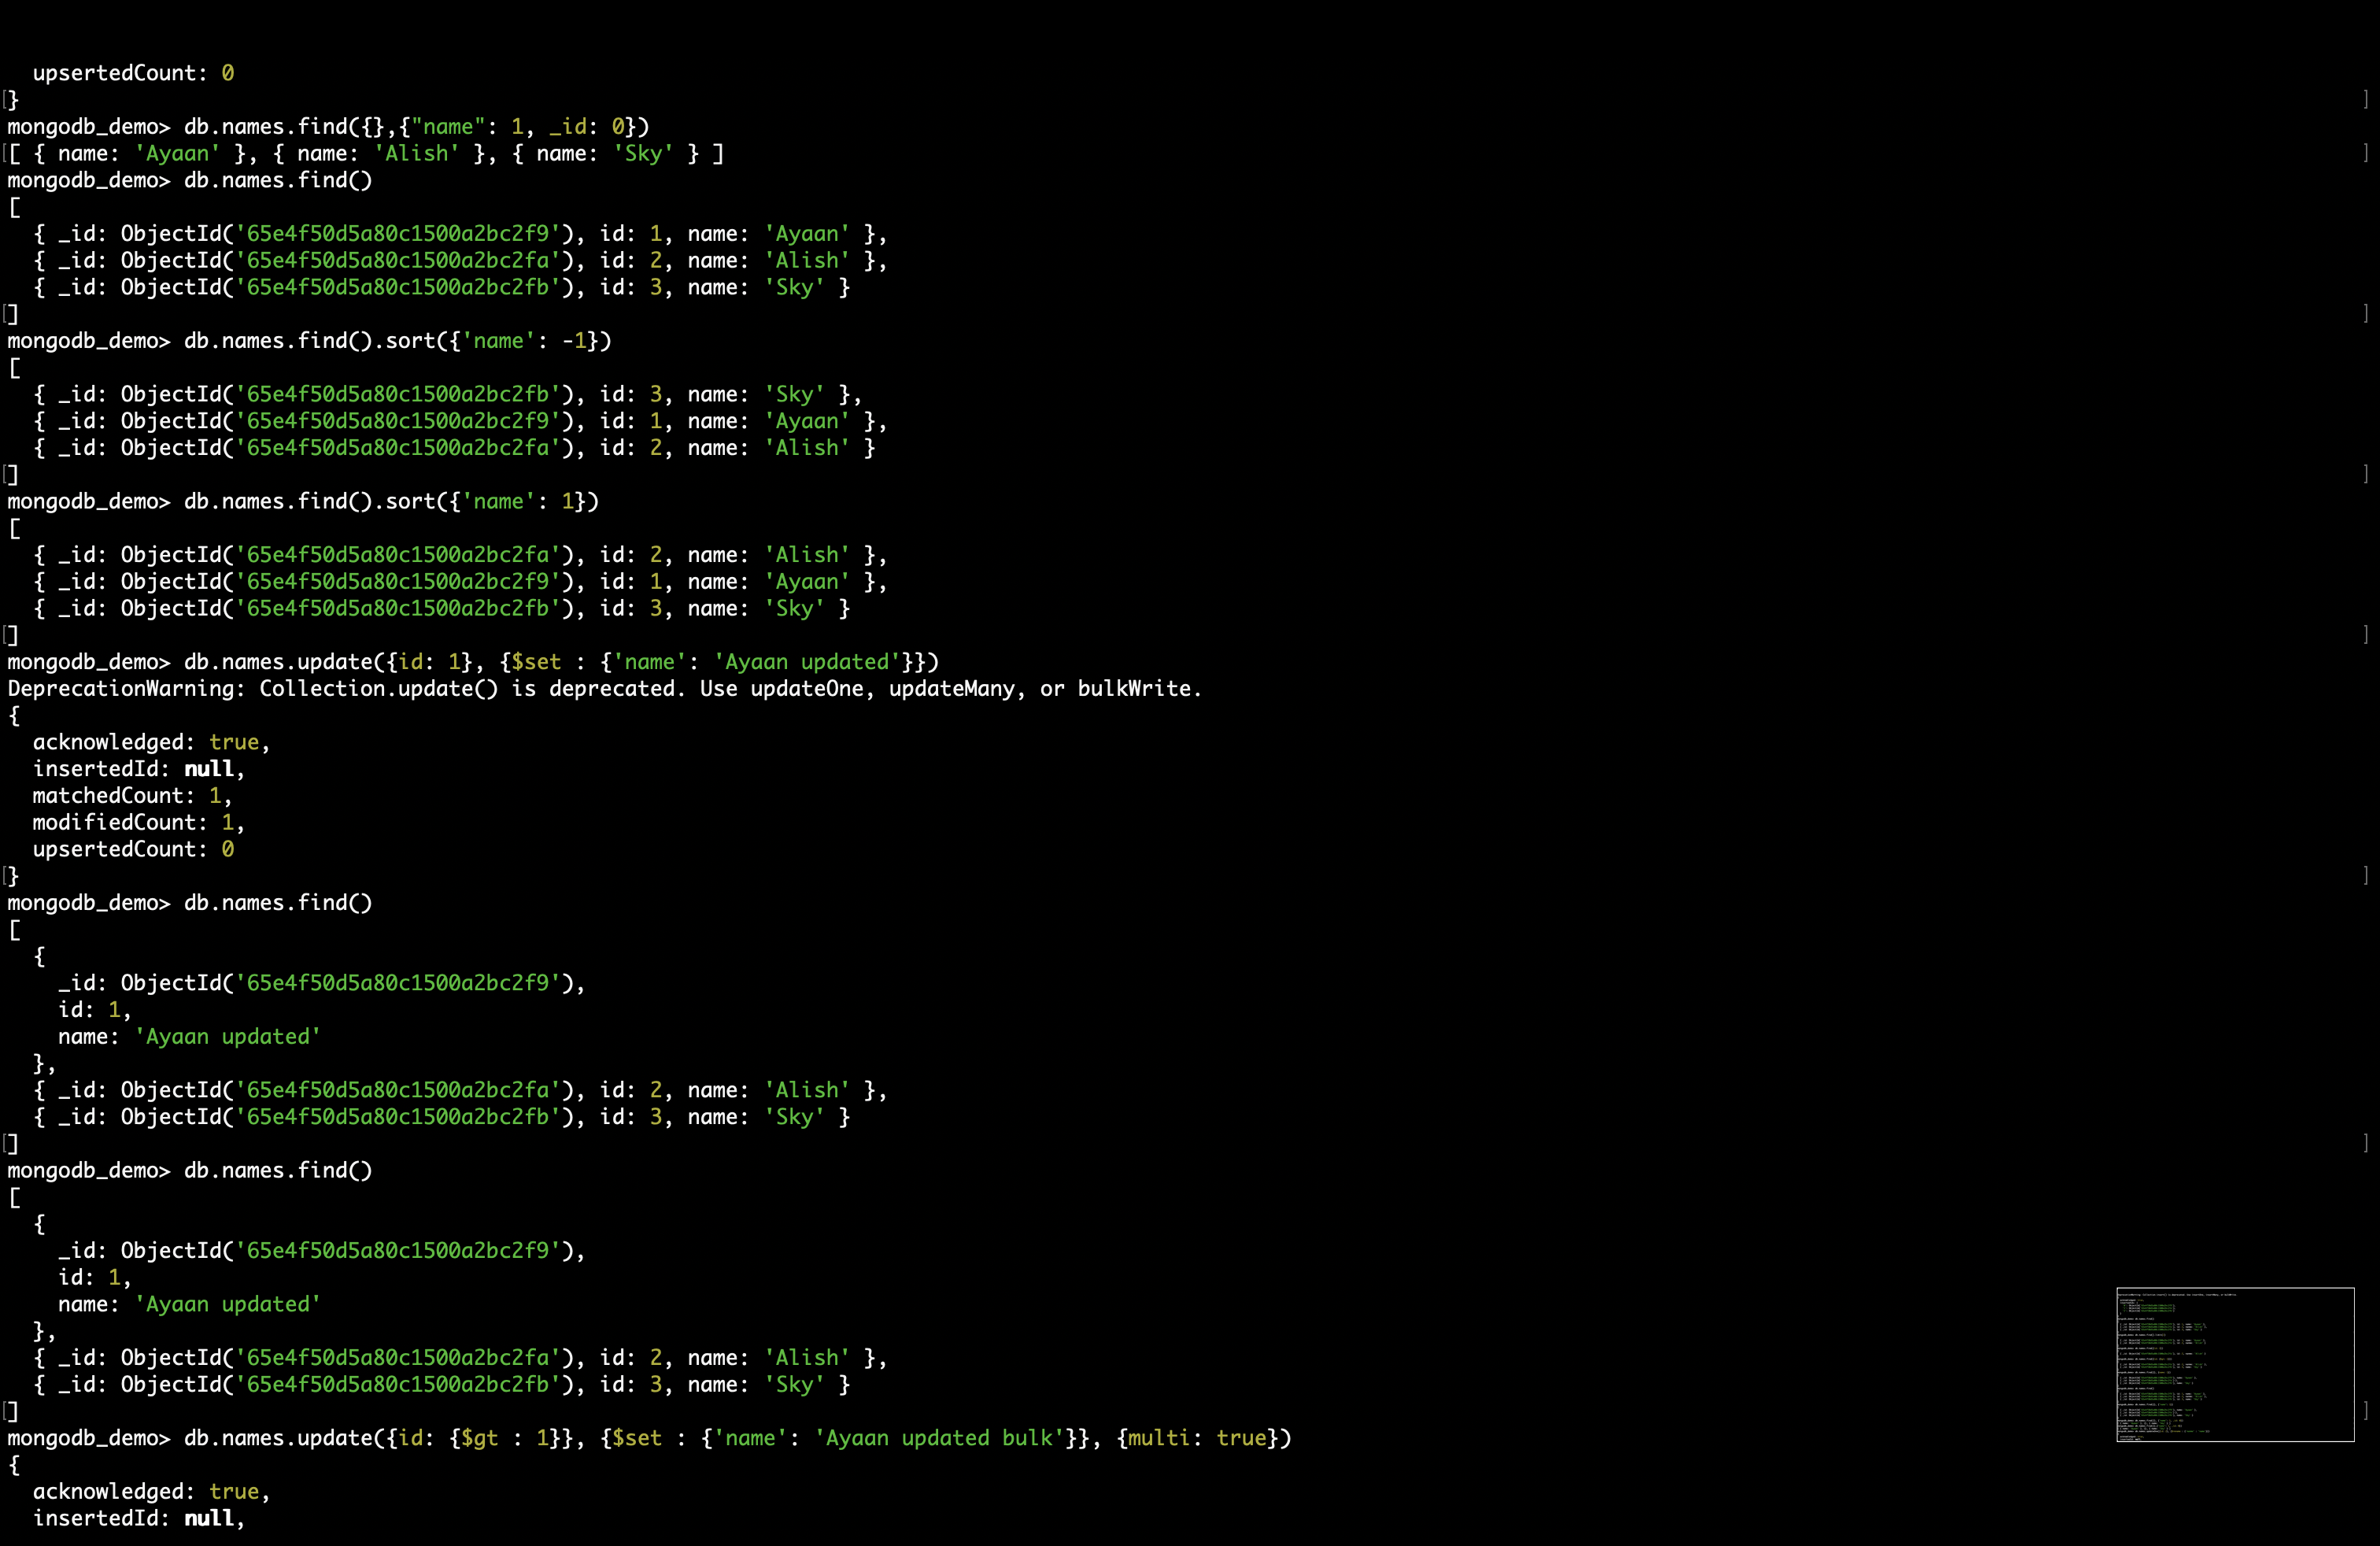 upsertedCount: 0
}
mongodb_demo> db.names.find({},{"name": 1, _id: 0})
[ { name: 'Ayaan' }, { name: 'Alish' }, { name: 'Sky' } ]
mongodb_demo> db.names.find()
[
  { _id: ObjectId('65e4f50d5a80c1500a2bc2f9'), id: 1, name: 'Ayaan' },
  { _id: ObjectId('65e4f50d5a80c1500a2bc2fa'), id: 2, name: 'Alish' },
  { _id: ObjectId('65e4f50d5a80c1500a2bc2fb'), id: 3, name: 'Sky' }
]
mongodb_demo> db.names.find().sort({'name': -1})
[
  { _id: ObjectId('65e4f50d5a80c1500a2bc2fb'), id: 3, name: 'Sky' },
  { _id: ObjectId('65e4f50d5a80c1500a2bc2f9'), id: 1, name: 'Ayaan' },
  { _id: ObjectId('65e4f50d5a80c1500a2bc2fa'), id: 2, name: 'Alish' }
]
mongodb_demo> db.names.find().sort({'name': 1})
[
  { _id: ObjectId('65e4f50d5a80c1500a2bc2fa'), id: 2, name: 'Alish' },
  { _id: ObjectId('65e4f50d5a80c1500a2bc2f9'), id: 1, name: 'Ayaan' },
  { _id: ObjectId('65e4f50d5a80c1500a2bc2fb'), id: 3, name: 'Sky' }
]
mongodb_demo> db.names.update({id: 1}, {$set : {'name': 'Ayaan updated'}})
DeprecationWarning: Collection.update() is deprecated. Use updateOne, updateMany, or bulkWrite.
{
  acknowledged: true,
  insertedId: null,
  matchedCount: 1,
  modifiedCount: 1,
  upsertedCount: 0
}
mongodb_demo> db.names.find()
[
  {
    _id: ObjectId('65e4f50d5a80c1500a2bc2f9'),
    id: 1,
    name: 'Ayaan updated'
  },
  { _id: ObjectId('65e4f50d5a80c1500a2bc2fa'), id: 2, name: 'Alish' },
  { _id: ObjectId('65e4f50d5a80c1500a2bc2fb'), id: 3, name: 'Sky' }
]
mongodb_demo> db.names.find()
[
  {
    _id: ObjectId('65e4f50d5a80c1500a2bc2f9'),
    id: 1,
    name: 'Ayaan updated'
  },
  { _id: ObjectId('65e4f50d5a80c1500a2bc2fa'), id: 2, name: 'Alish' },
  { _id: ObjectId('65e4f50d5a80c1500a2bc2fb'), id: 3, name: 'Sky' }
]
mongodb_demo> db.names.update({id: {$gt : 1}}, {$set : {'name': 'Ayaan updated bulk'}}, {multi: true})
{
  acknowledged: true,
  insertedId: null,